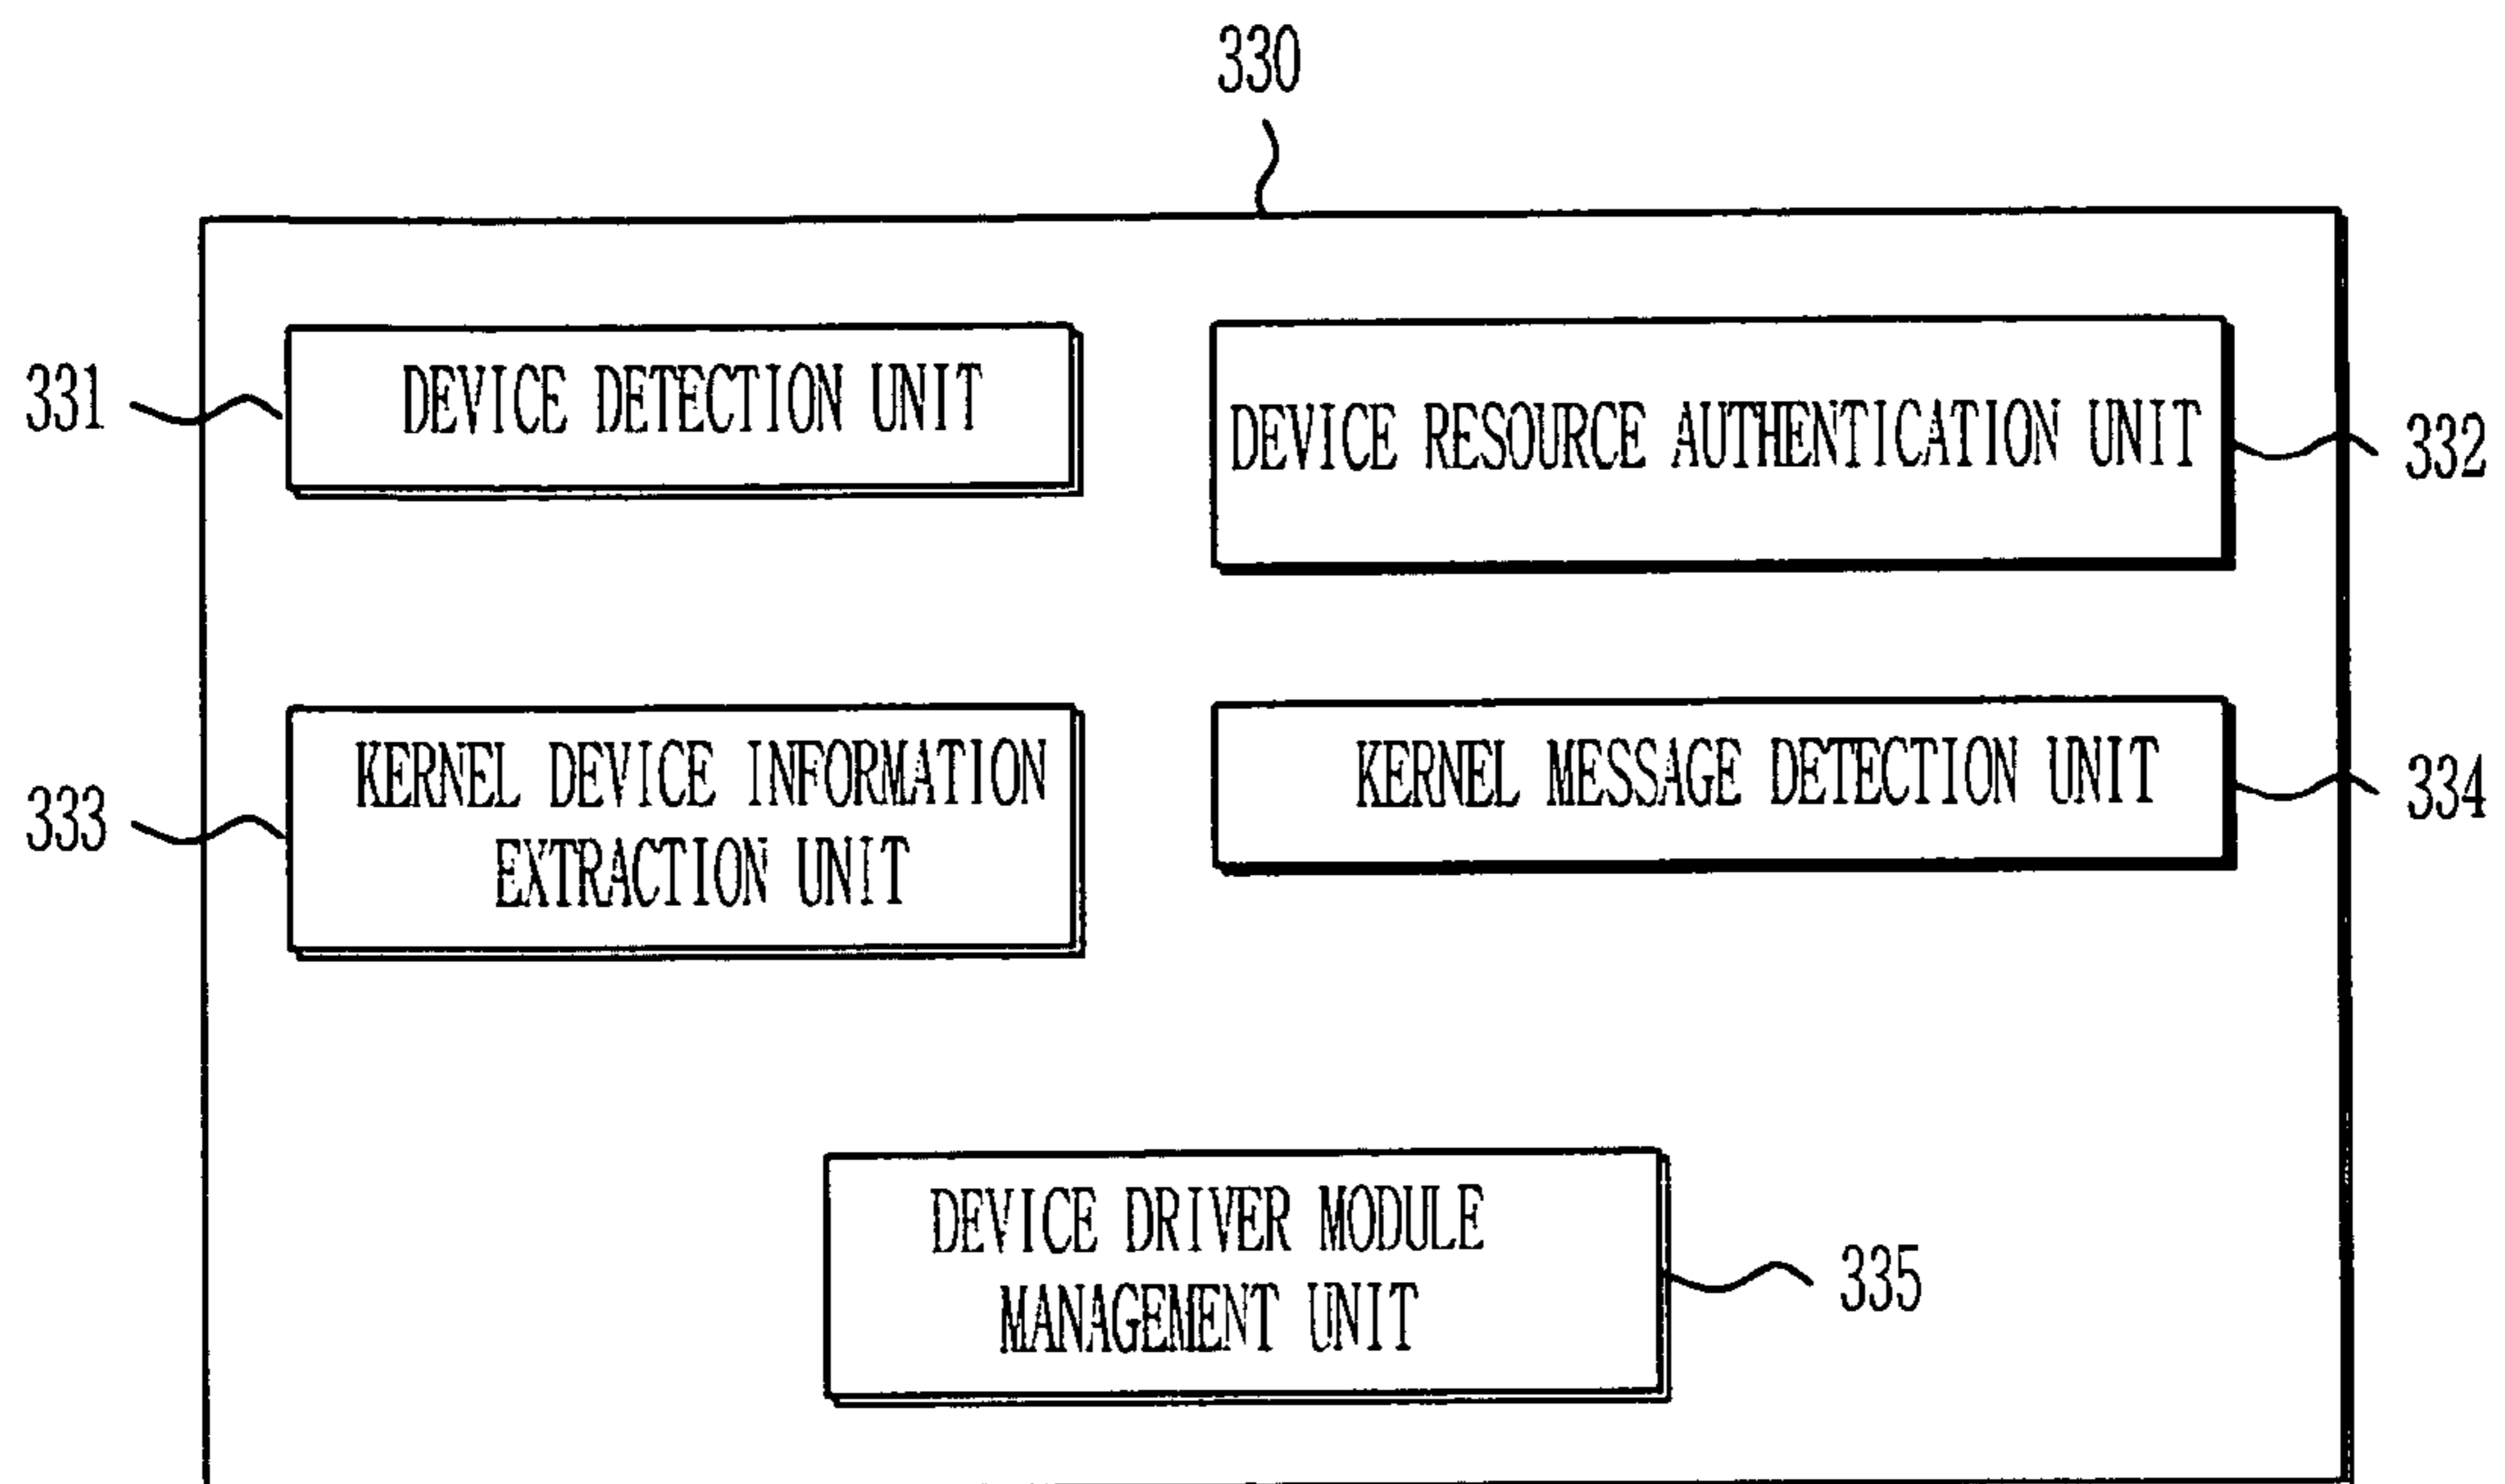 330
331
DEVICE DETECTION UNIT
DEVICE RESOURCE AUTHENTICATION UNIT
332
333
KERNEL DEVICE INFORMATION
EXTRACTION UNIT
KERNEL MESSAGE DETECTION UNIT
334
DEVICE DRIVER MODULE
MANAGEMENT UNIT
335